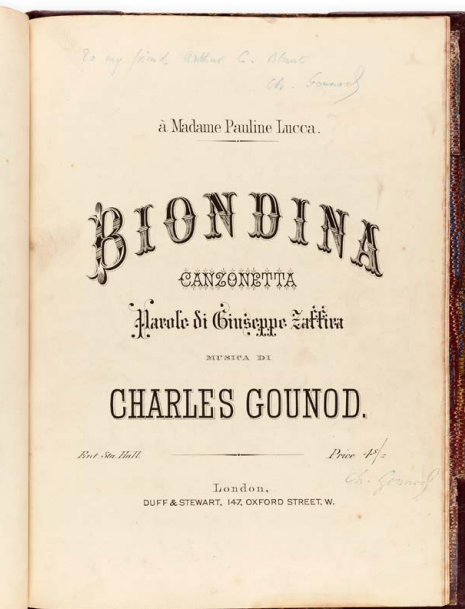 To my friend Arthur C. Blunt
Ch. Gounod
à Madame Pauline Lucca.
BIONDINA
CANZONETTA
Parole di Giuseppe Zaffira
MUSICA DI
CHARLES GOUNOD.
Ent. Sta. Hall.
Price 4s/
Ch. Gounod
London,
DUFF & STEWART, 147, OXFORD STREET, W.